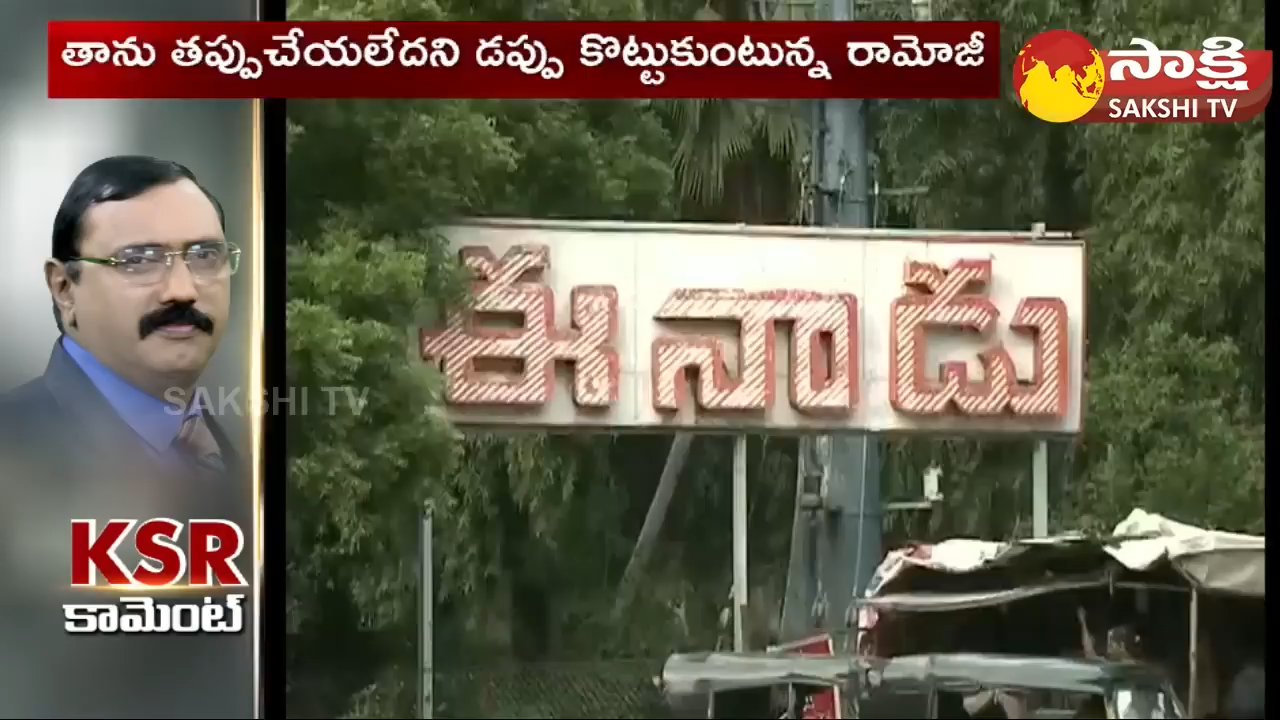 తాను తప్పుచేయలేదని డప్పు కొట్టుకుంటున్న రామోజీ
సాక్షి
SAKSHI TV
ఈనాడు
SAKSHI TV
KSR
కామెంట్